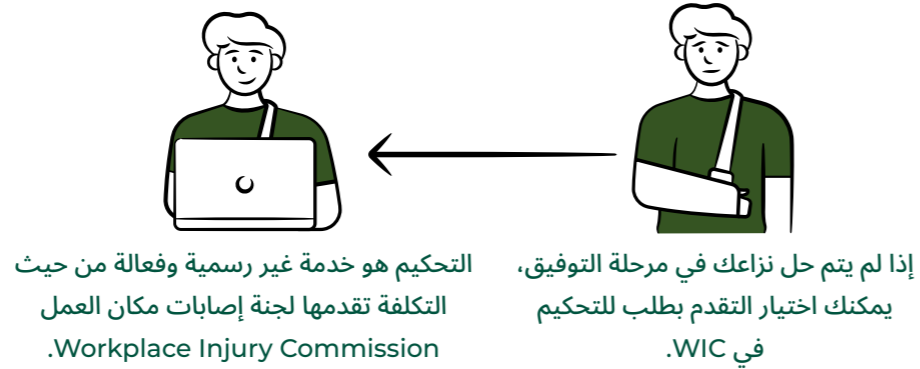 إذا لم يتم حل نزاعك في مرحلة التوفيق،
يمكنك اختيار التقدم بطلب للتحكيم
في WIC.
التحكيم هو خدمة غير رسمية وفعالة من حيث
التكلفة تقدمها لجنة إصابات مكان العمل
Workplace Injury Commission.